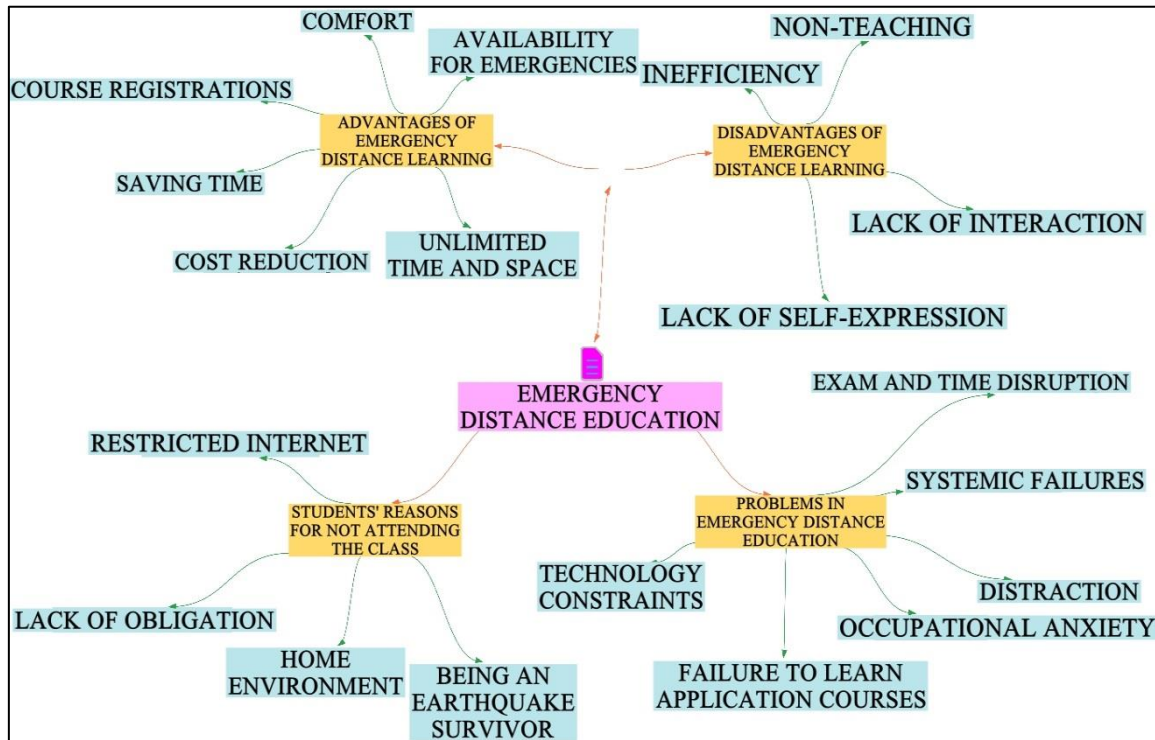 COMFORT
AVAILABILITY
FOR EMERGENCIES
COURSE REGISTRATIONS
ADVANTAGES OF
EMERGENCY
DISTANCE LEARNING
SAVING TIME
COST REDUCTION
UNLIMITED
TIME AND SPACE
NON-TEACHING
INEFFICIENCY
DISADVANTAGES OF
EMERGENCY
DISTANCE LEARNING
LACK OF INTERACTION
LACK OF SELF-EXPRESSION
EMERGENCY
DISTANCE EDUCATION
RESTRICTED INTERNET
STUDENTS' REASONS
FOR NOT ATTENDING
THE CLASS
LACK OF OBLIGATION
HOME
ENVIRONMENT
BEING AN
EARTHQUAKE
SURVIVOR
EXAM AND TIME DISRUPTION
SYSTEMIC FAILURES
PROBLEMS IN
EMERGENCY DISTANCE
EDUCATION
TECHNOLOGY
CONSTRAINTS
DISTRACTION
OCCUPATIONAL ANXIETY
FAILURE TO LEARN
APPLICATION COURSES